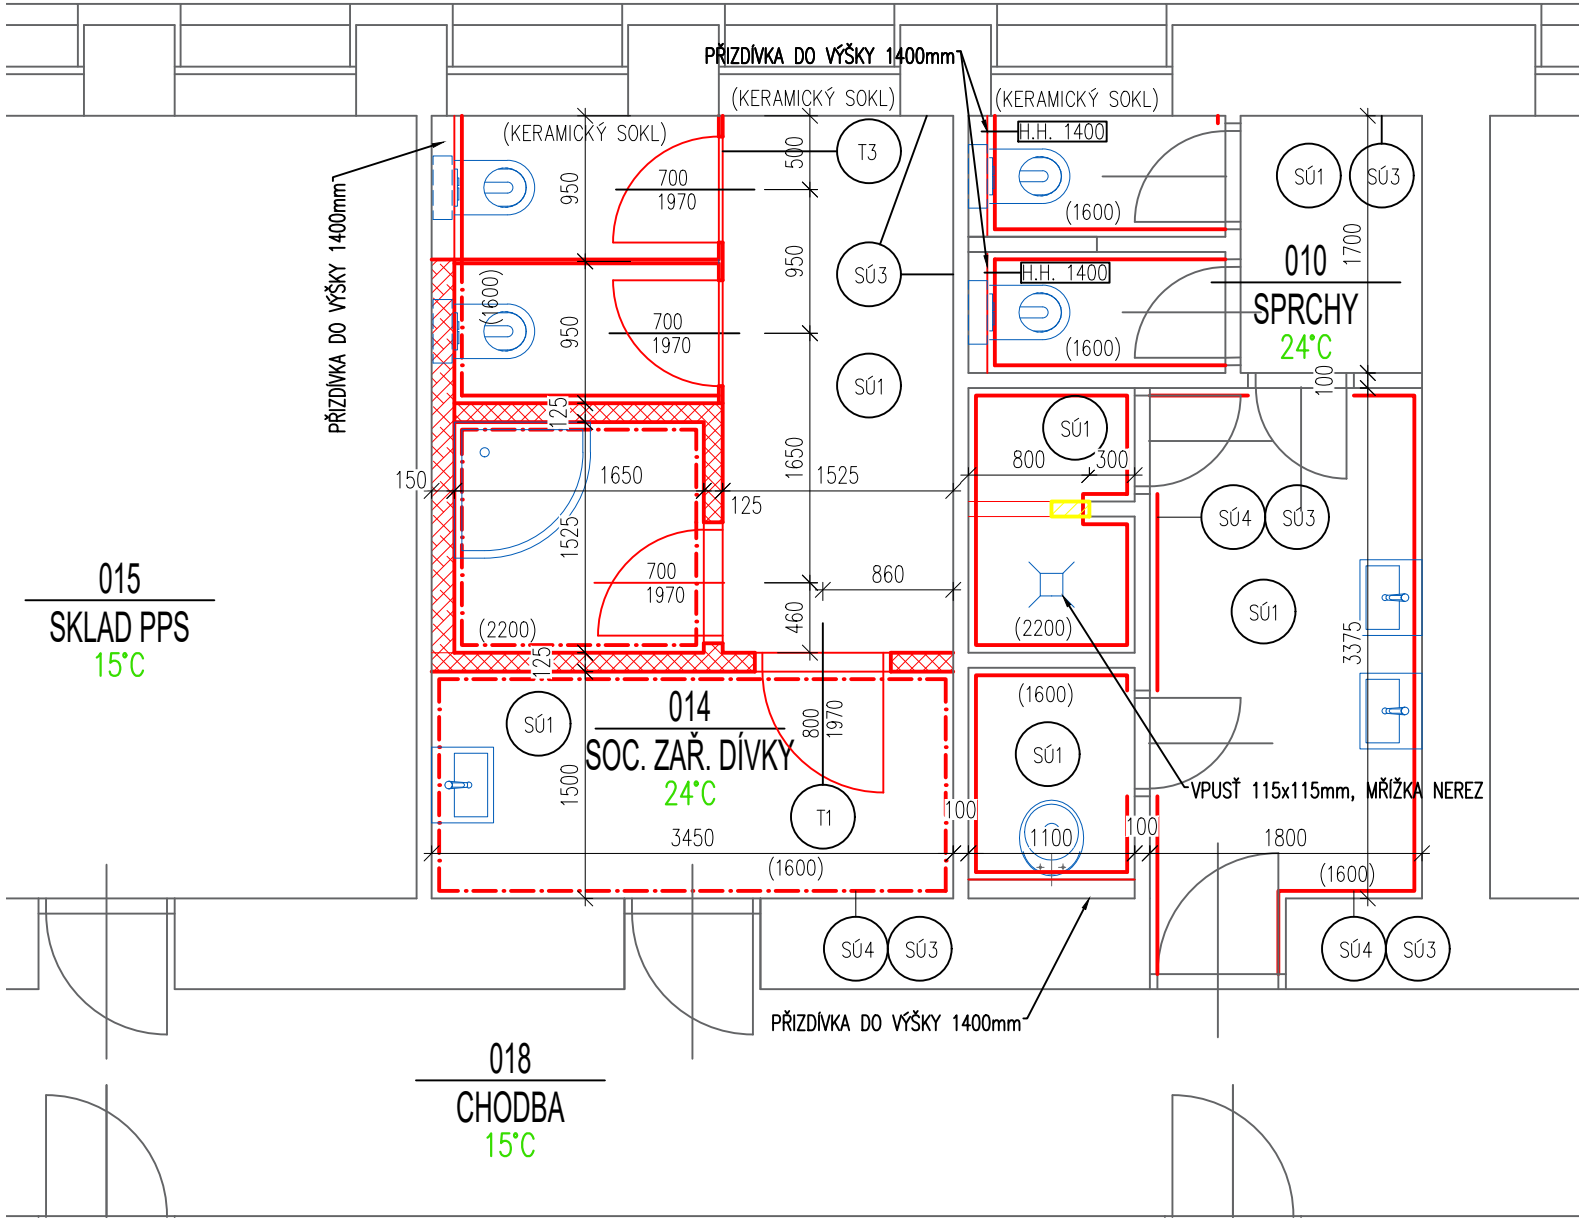 PŘIZDÍVKA DO VÝŠKY 1400mm
(KERAMICKÝ SOKL)
(KERAMICKÝ SOKL)
(KERAMICKÝ SOKL)
H.H. 1400
T3
500
SÚ1
SÚ3
950
700
1970
(1600)
PŘIZDÍVKA DO VÝŠKY 1400mm
1700
950
SÚ3
H.H. 1400
010
SPRCHY
24°C
(1600)
950
700
1970
(1600)
SÚ1
100
125
SÚ1
1650
800
300
150
1650
125
1525
1525
SÚ4
SÚ3
700
1970
860
015
SKLAD PPS
15°C
(2200)
460
(2200)
SÚ1
3375
125
014
SOC. ZAŘ. DÍVKY
24°C
SÚ1
800
1970
(1600)
SÚ1
1500
T1
VPUSŤ 115x115mm, MŘÍŽKA NEREZ
3450
100
1100
100
1800
(1600)
(1600)
SÚ4
SÚ3
SÚ4
SÚ3
PŘIZDÍVKA DO VÝŠKY 1400mm
018
CHODBA
15°C